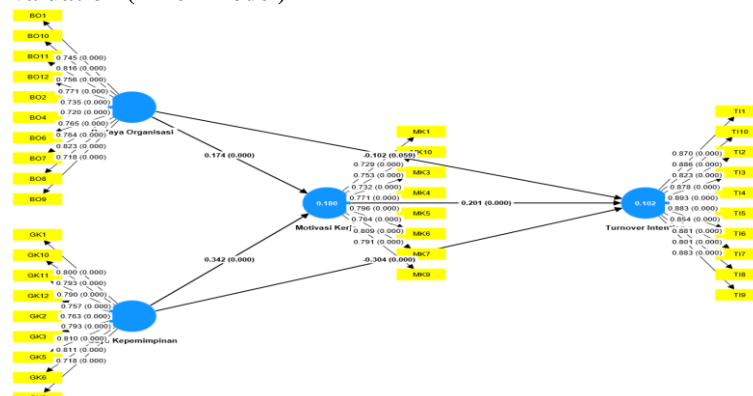 BO1
BO10
BO11
BO12
BO2
BO4
BO6
BO7
BO8
BO9
0.745 (0.000)
0.816 (0.000)
0.756 (0.000)
0.771 (0.000)
0.735 (0.000)
0.720 (0.000)
0.765 (0.000)
0.764 (0.000)
0.823 (0.000)
0.718 (0.000)
Organisasi
0.174 (0.000)
-0.102 (0.059)
GK1
GK10
GK11
GK12
GK2
GK3
GK5
GK6
0.800 (0.000)
0.793 (0.000)
0.790 (0.000)
0.757 (0.000)
0.763 (0.000)
0.793 (0.000)
0.810 (0.000)
0.811 (0.000)
0.718 (0.000)
Kepemimpinan
0.342 (0.000)
-0.304 (0.000)
0.180
Motivasi
0.201 (0.000)
MK1
MK10
MK3
MK4
MK5
MK6
MK7
MK9
0.729 (0.000)
0.753 (0.000)
0.732 (0.000)
0.771 (0.000)
0.796 (0.000)
0.764 (0.000)
0.809 (0.000)
0.791 (0.000)
0.102
Turnover
0.870 (0.000)
0.886 (0.000)
0.823 (0.000)
0.878 (0.000)
0.893 (0.000)
0.883 (0.000)
0.854 (0.000)
0.881 (0.000)
0.801 (0.000)
0.883 (0.000)
TI1
TI10
TI2
TI3
TI4
TI5
TI6
TI7
TI8
TI9